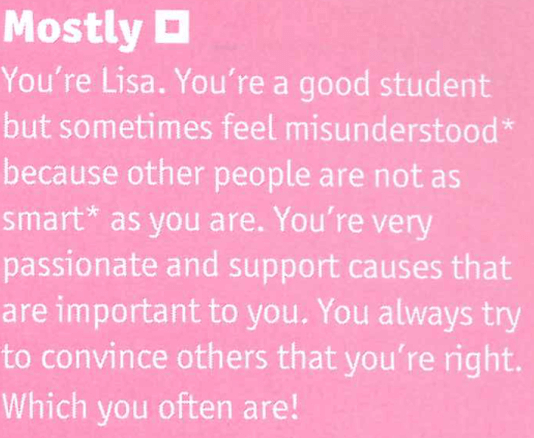 Mostly
You're Lisa. You're a good student
but sometimes feel misunderstood*
because other people are not as
smart* as you are. You're very
passionate and support causes that
are important to you. You always try
to convince others that you're right.
Which you often are!